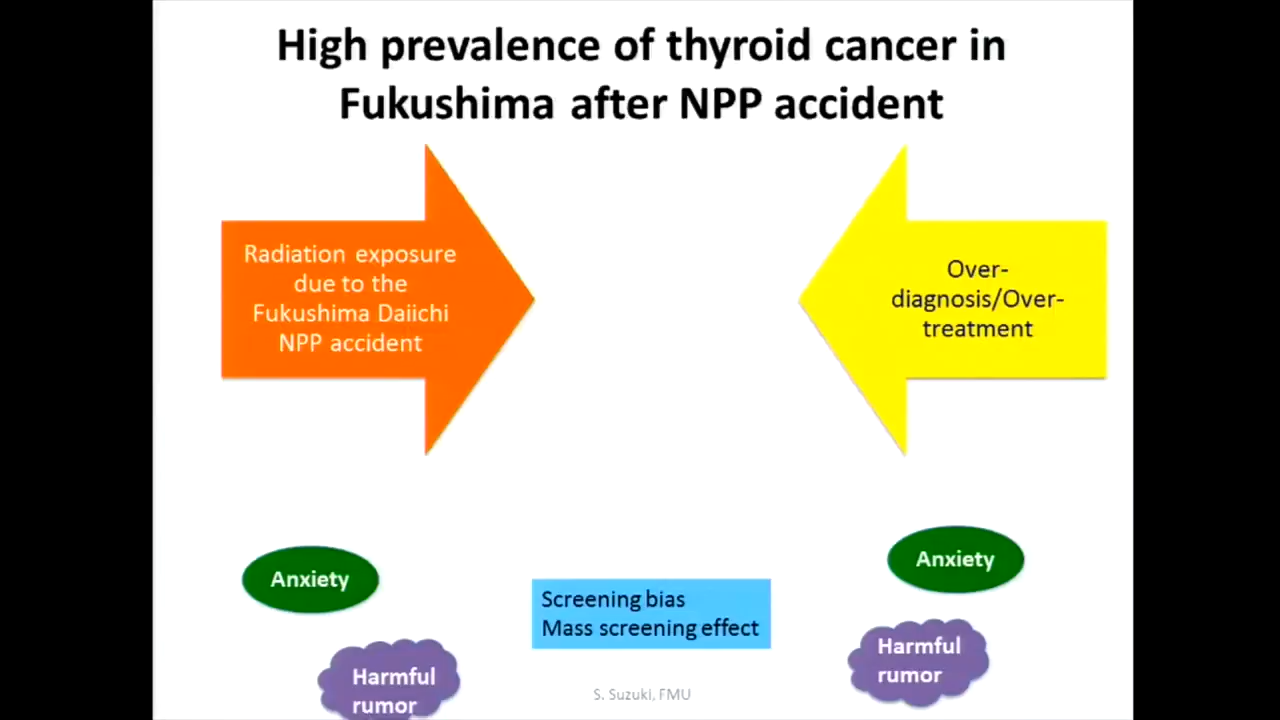 High prevalence of thyroid cancer in
Fukushima after NPP accident
Radiation exposure
due to the
Fukushima Daiichi
NPP accident
Over-
diagnosis/Over-
treatment
Anxiety
Harmful
rumor
Screening bias
Mass screening effect
Anxiety
Harmful
rumor
S. Suzuki, FMU